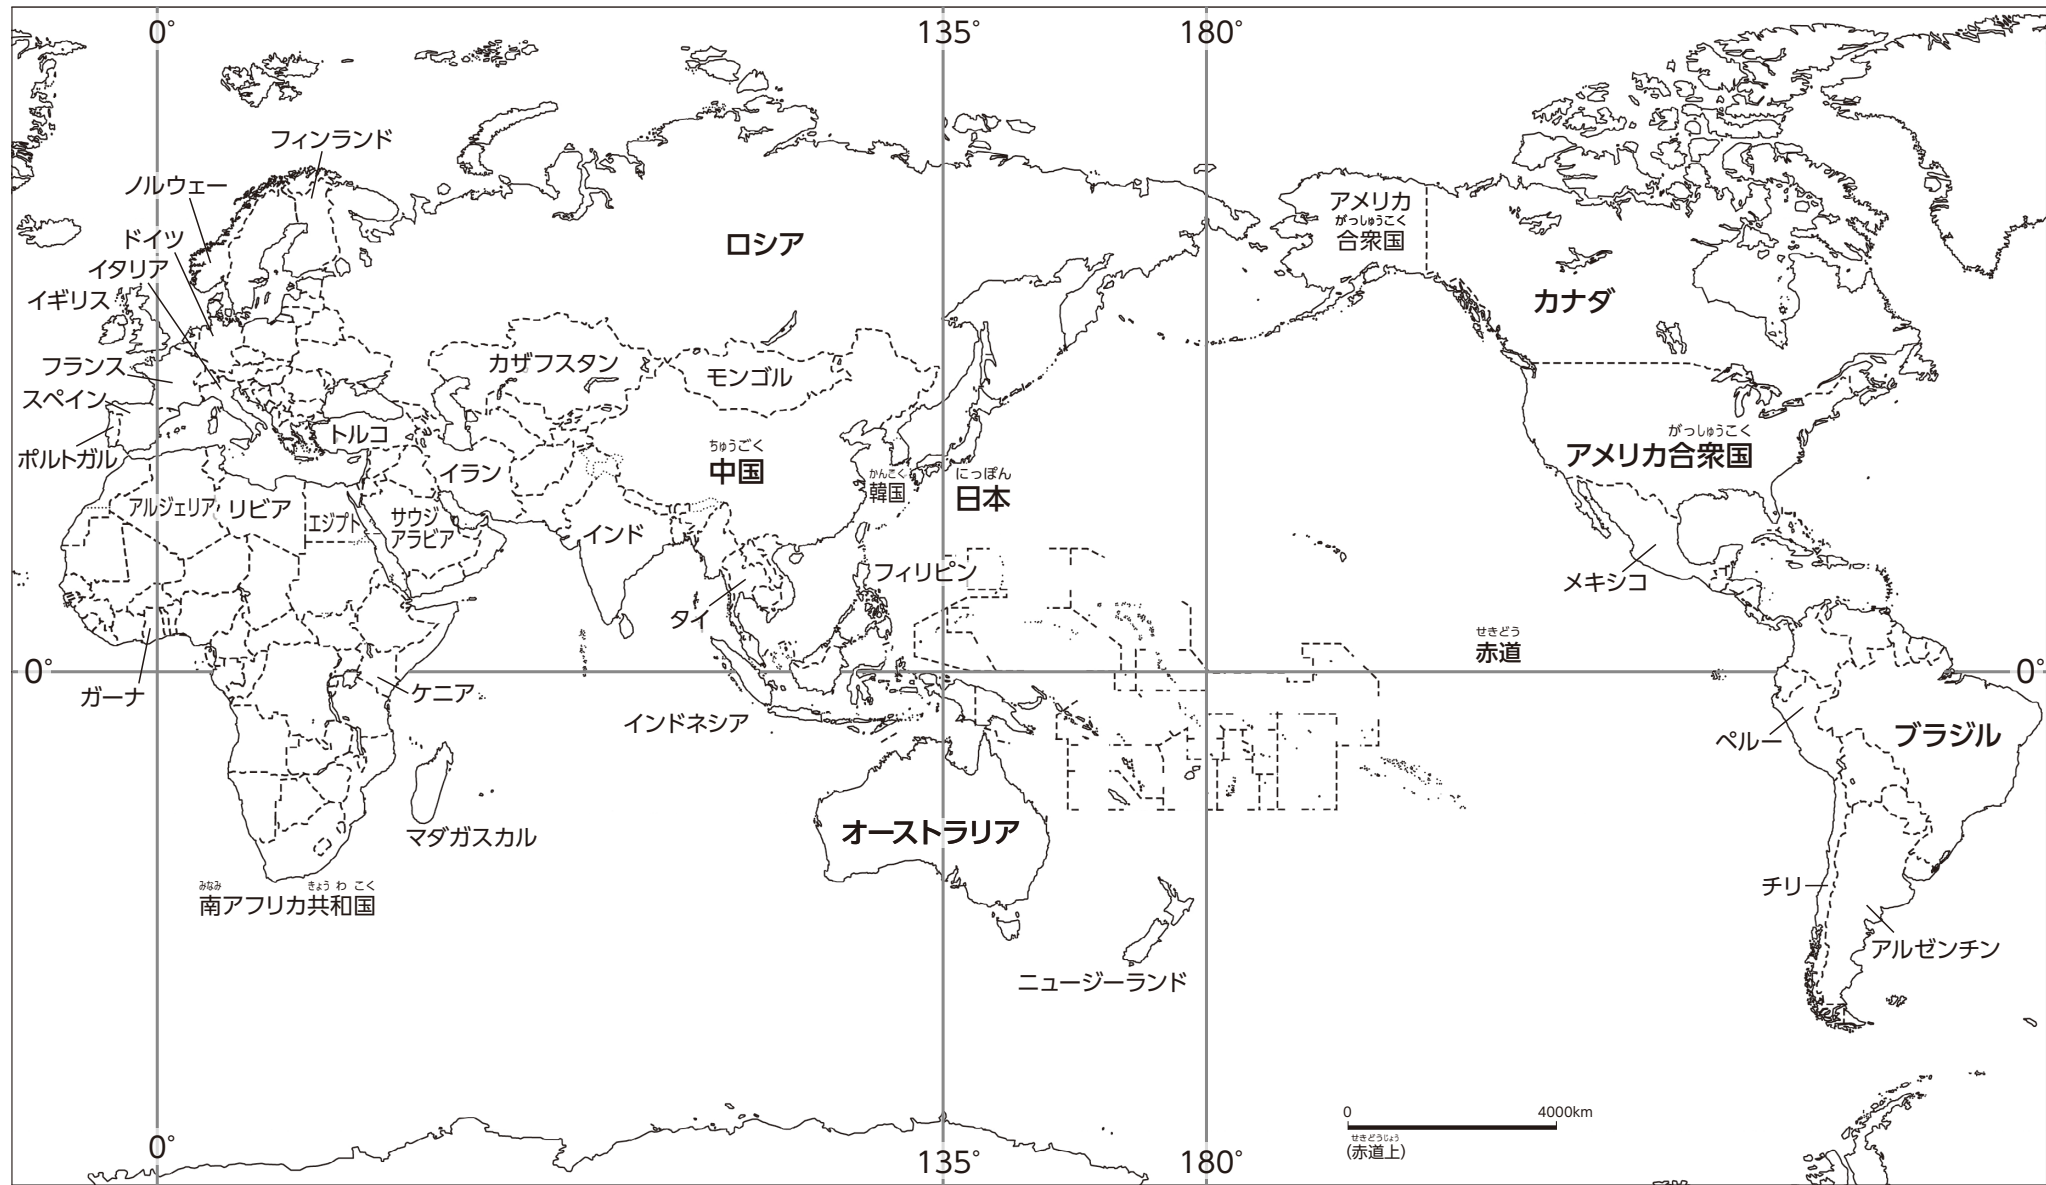 0°
135°
180°
フィンランド
ノルウェー
ドイツ
イタリア
イギリス
フランス
スペイン
ポルトガル
ロシア
アメリカ
がっしゅうこく
合衆国
カナダ
カザフスタン
モンゴル
トルコ
イラン
ちゅうごく
中国
かんこく
韓国
にっぽん
日本
がっしゅうこく
アメリカ合衆国
アルジェリア
リビア
エジプト
サウジ
アラビア
インド
フィリピン
タイ
メキシコ
せきどう
赤道
0°
0°
ガーナ
ケニア
インドネシア
ペルー
ブラジル
マダガスカル
オーストラリア
みなみ きょう わ こく
南アフリカ共和国
チリ
アルゼンチン
ニュージーランド
0 4000km
せきどうじょう
(赤道上)
0°
135°
180°